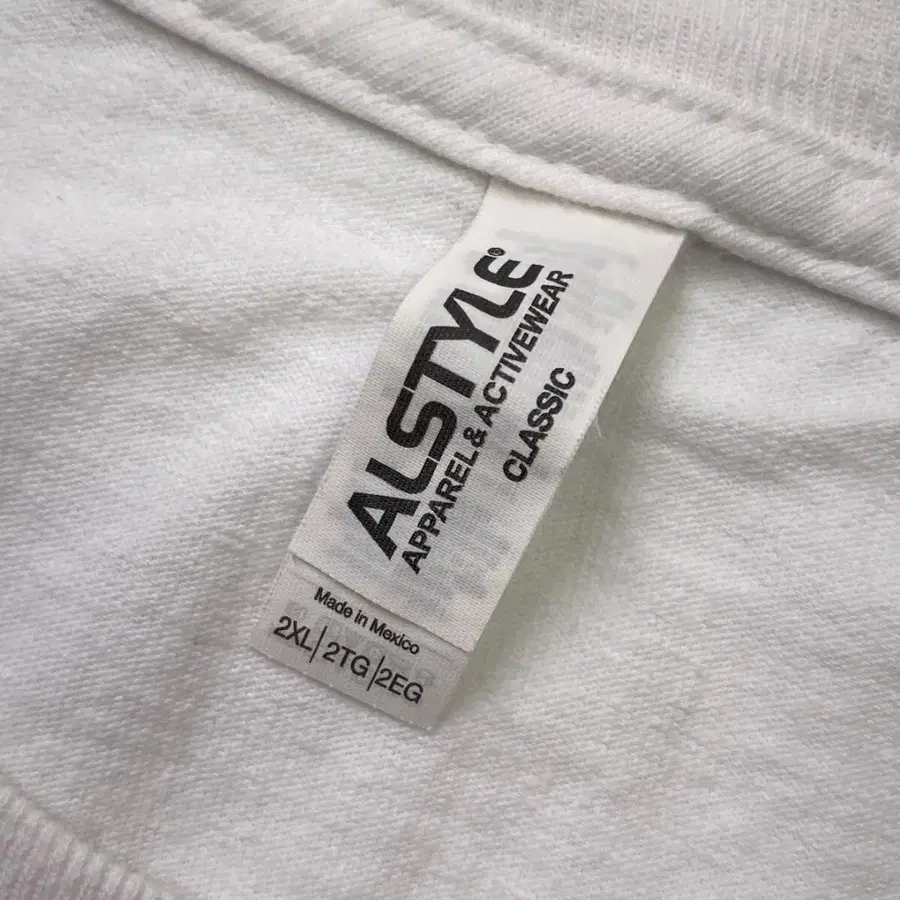 ALSTYLE®
APPAREL & ACTIVEWEAR
CLASSIC
Made in Mexico
2XL/2TG/2EG